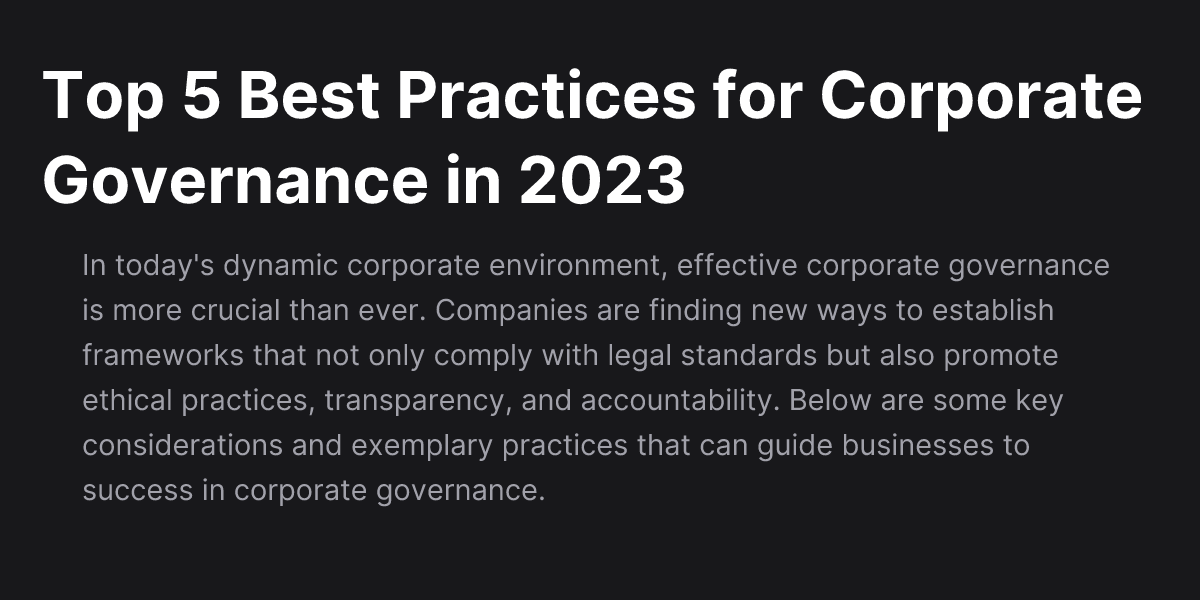 Top 5 Best Practices for Corporate
Governance in 2023
In today's dynamic corporate environment, effective corporate governance
is more crucial than ever. Companies are finding new ways to establish
frameworks that not only comply with legal standards but also promote
ethical practices, transparency, and accountability. Below are some key
considerations and exemplary practices that can guide businesses to
success in corporate governance.